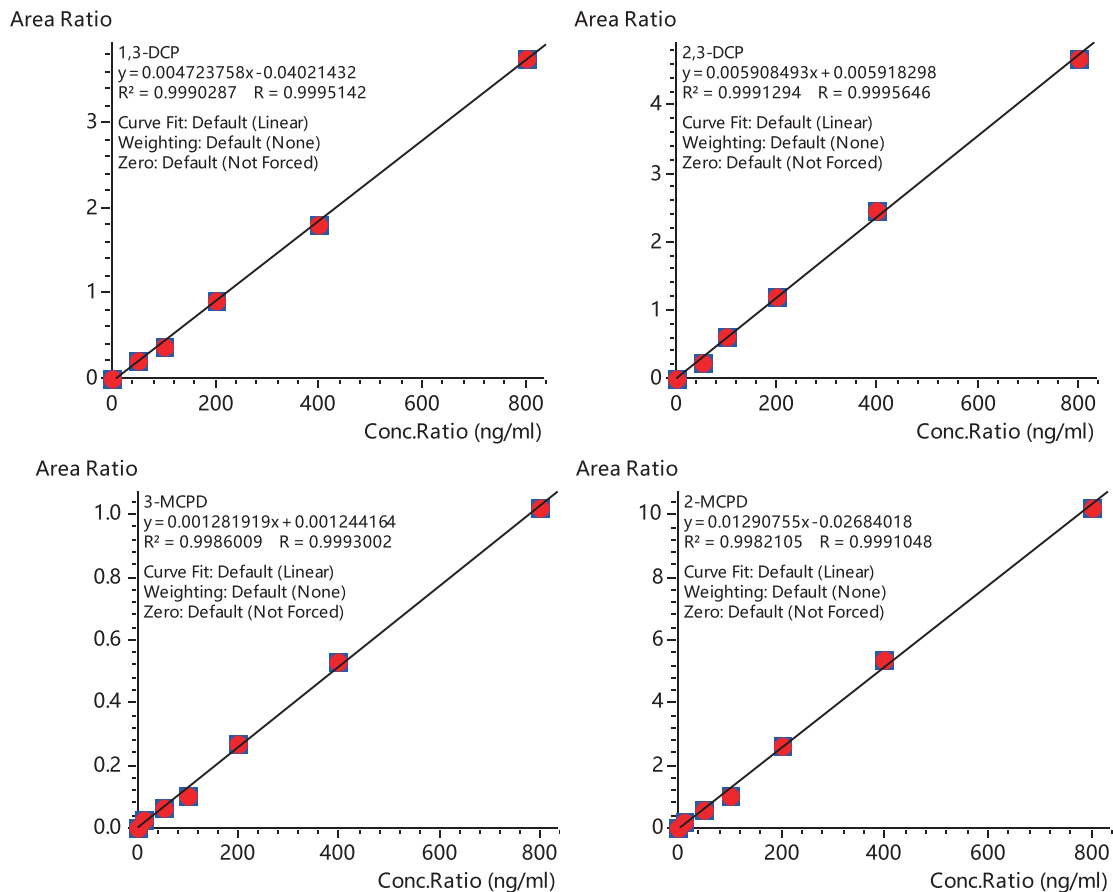 Area Ratio
1,3-DCP
y = 0.004723758x - 0.04021432
R² = 0.9990287 R = 0.9995142
Curve Fit: Default (Linear)
Weighting: Default (None)
Zero: Default (Not Forced)
3
2
1
0
0 200 400 600 800
Conc.Ratio (ng/ml)
Area Ratio
2,3-DCP
y = 0.005908493x + 0.005918298
R² = 0.9991294 R = 0.9995646
Curve Fit: Default (Linear)
Weighting: Default (None)
Zero: Default (Not Forced)
4
3
2
1
0
0 200 400 600 800
Conc.Ratio (ng/ml)
Area Ratio
3-MCPD
y = 0.001281919x + 0.001244164
R² = 0.9986009 R = 0.9993002
Curve Fit: Default (Linear)
Weighting: Default (None)
Zero: Default (Not Forced)
1.0
0.8
0.6
0.4
0.2
0.0
0 200 400 600 800
Conc.Ratio (ng/ml)
Area Ratio
2-MCPD
y = 0.01290755x - 0.02684018
R² = 0.9982105 R = 0.9991048
Curve Fit: Default (Linear)
Weighting: Default (None)
Zero: Default (Not Forced)
10
8
6
4
2
0
0 200 400 600 800
Conc.Ratio (ng/ml)